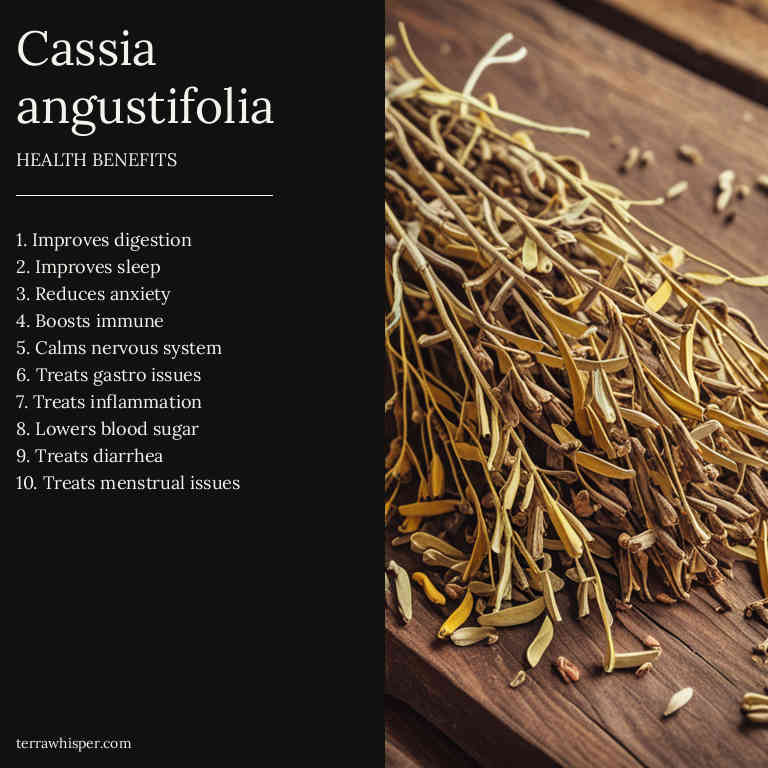 Cassia
angustifolia
HEALTH BENEFITS
1. Improves digestion
2. Improves sleep
3. Reduces anxiety
4. Boosts immune
5. Calms nervous system
6. Treats gastro issues
7. Treats inflammation
8. Lowers blood sugar
9. Treats diarrhea
10. Treats menstrual issues
terrawhisper.com